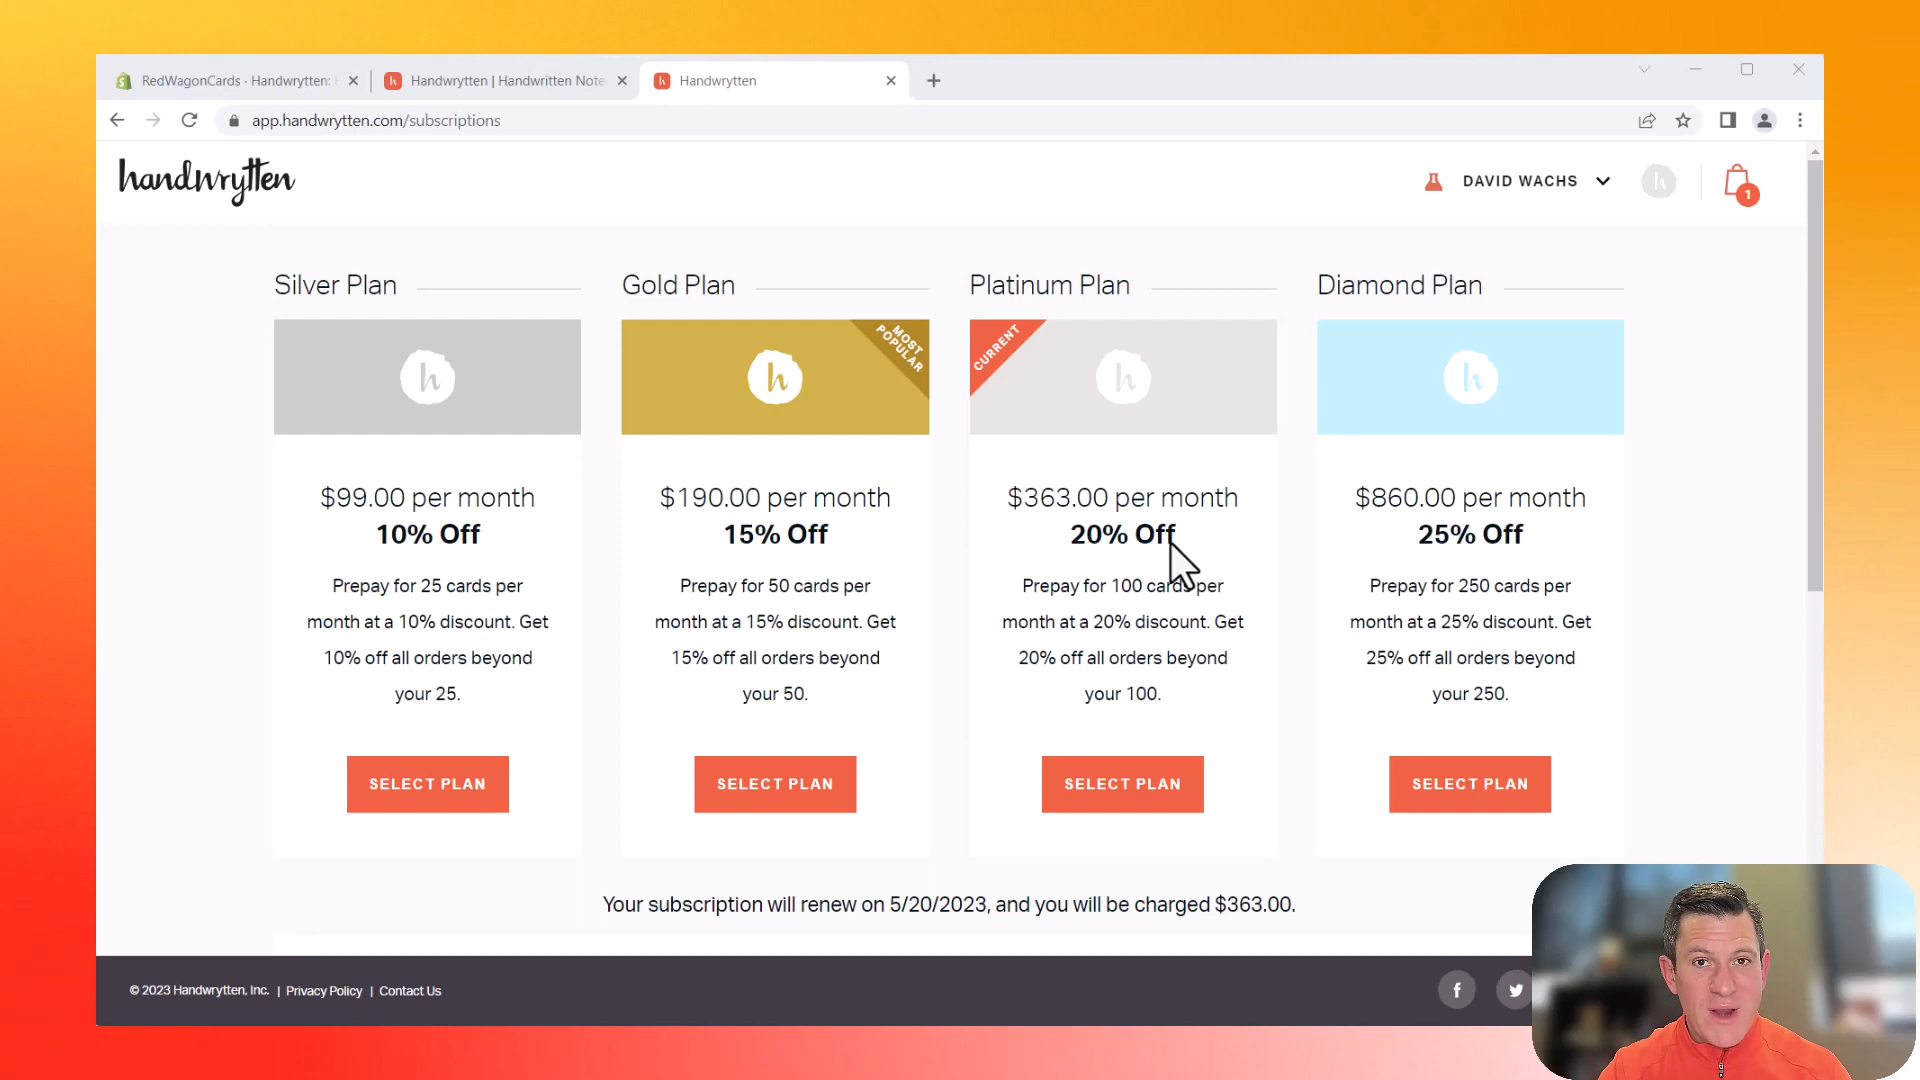 RedWagonCards · Handwrytten:
Handwrytten | Handwritten Note
Handwrytten
app.handwrytten.com/subscriptions
handwrytten
DAVID WACHS
h
1
Silver Plan
Gold Plan
Platinum Plan
Diamond Plan
h
h
MOST
POPULAR
CURRENT
h
h
$99.00 per month
10% Off
Prepay for 25 cards per
month at a 10% discount. Get
10% off all orders beyond
your 25.
SELECT PLAN
$190.00 per month
15% Off
Prepay for 50 cards per
month at a 15% discount. Get
15% off all orders beyond
your 50.
SELECT PLAN
$363.00 per month
20% Off
Prepay for 100 cards per
month at a 20% discount. Get
20% off all orders beyond
your 100.
SELECT PLAN
$860.00 per month
25% Off
Prepay for 250 cards per
month at a 25% discount. Get
25% off all orders beyond
your 250.
SELECT PLAN
Your subscription will renew on 5/20/2023, and you will be charged $363.00.
© 2023 Handwrytten, Inc. | Privacy Policy | Contact Us